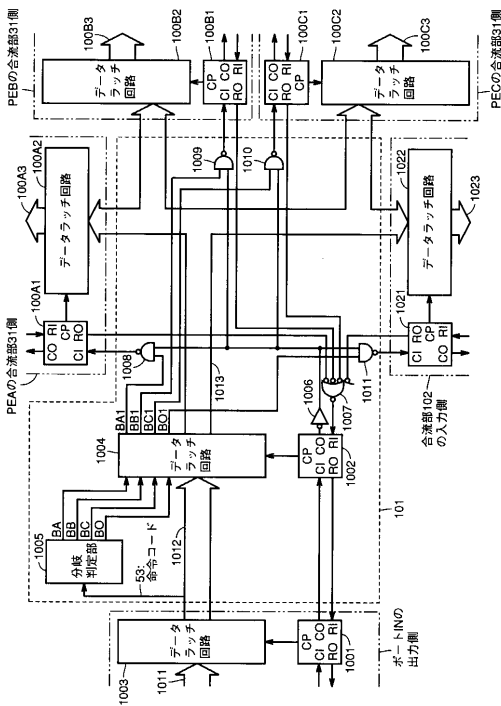 PEBの合流部31側
100B3
100B2
データ
ラッチ
回路
100B1
CI CO
CP
RO RI
100C1
CI CO
CP
RO RI
100C3
100C2
データ
ラッチ
回路
PECの合流部31側
100A3
100A2
データラッチ回路
100A1
CO RI
CP
CI RO
PEAの合流部31側
1009
1010
1022
データラッチ回路
1023
1021
CI RO
CP
CO RI
合流部102
の入力側
1008
1013
1011
1006
1007
BA1
BB1
BC1
BO1
1004
データ
ラッチ
回路
CP
CI CO
RO RI
1002
BA
BB
BC
BO
1005
分岐
判定部
53:
命令コード
1012
101
1003
データ
ラッチ
回路
1011
CP
CI CO
RO RI
1001
ポートINの
出力側